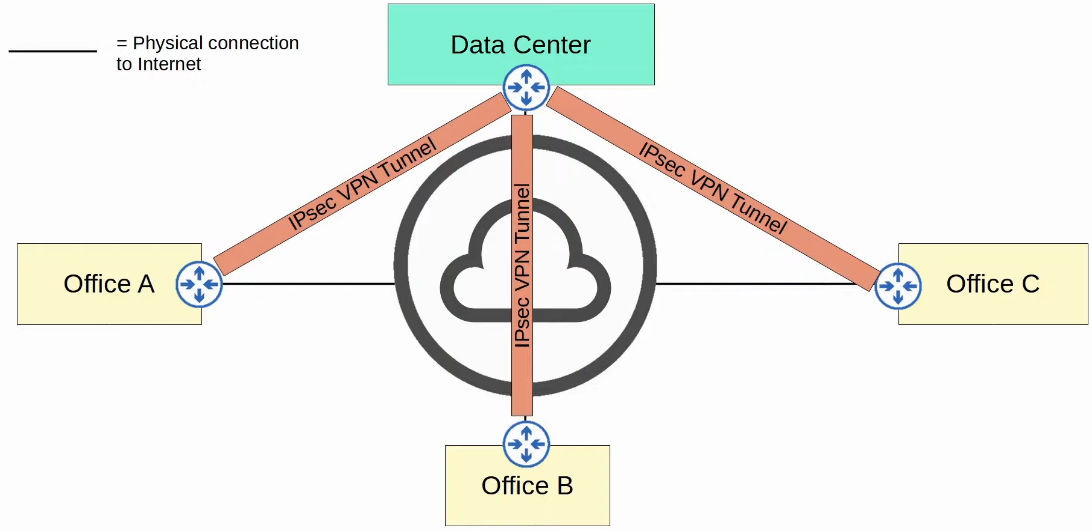 = Physical connection
to Internet
Data Center
IPsec VPN Tunnel
IPsec VPN Tunnel
IPsec VPN Tunnel
Office A
Office C
Office B